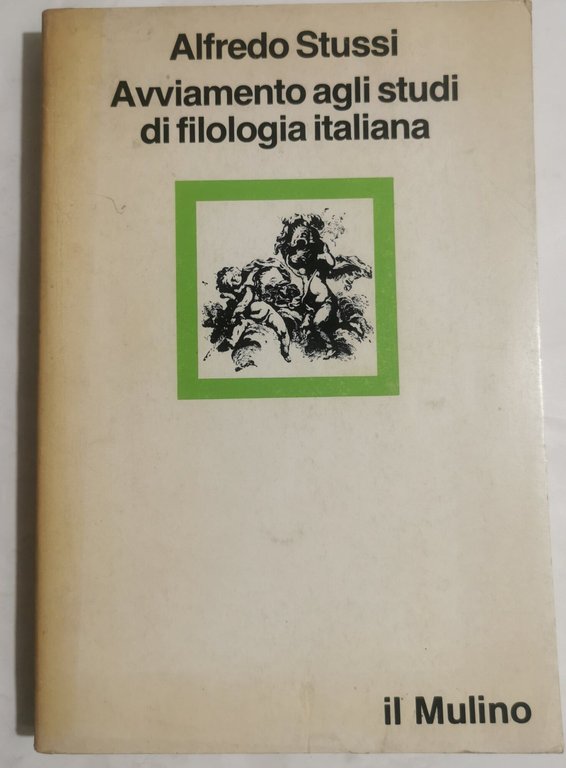 Alfredo Stussi
Avviamento agli studi
di filologia italiana
il Mulino